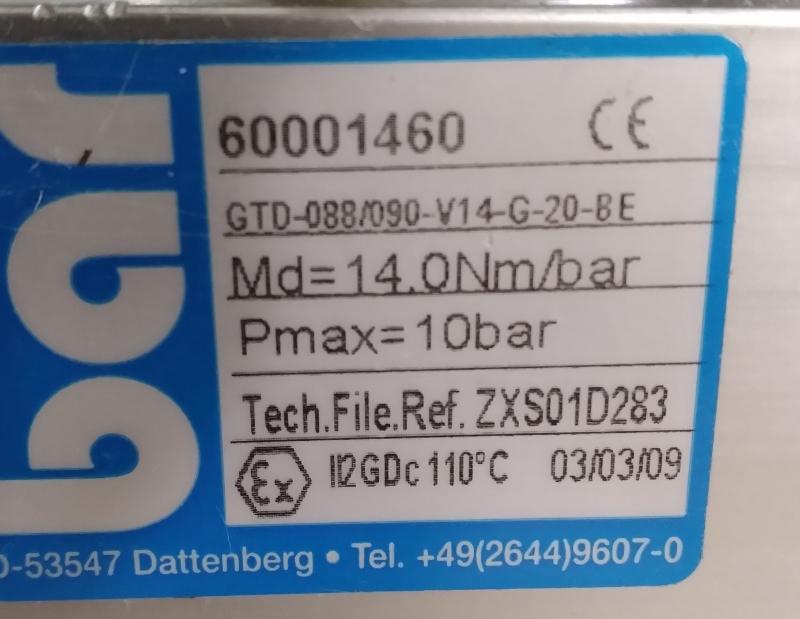 bar
60001460 CE
GTD-088/090-V14-G-20-BE
Md=14.0Nm/bar
Pmax=10bar
Tech.File.Ref. ZXS01D283
Ex II2GDc 110°C 03/03/09
D-53547 Dattenberg • Tel. +49(2644)9607-0